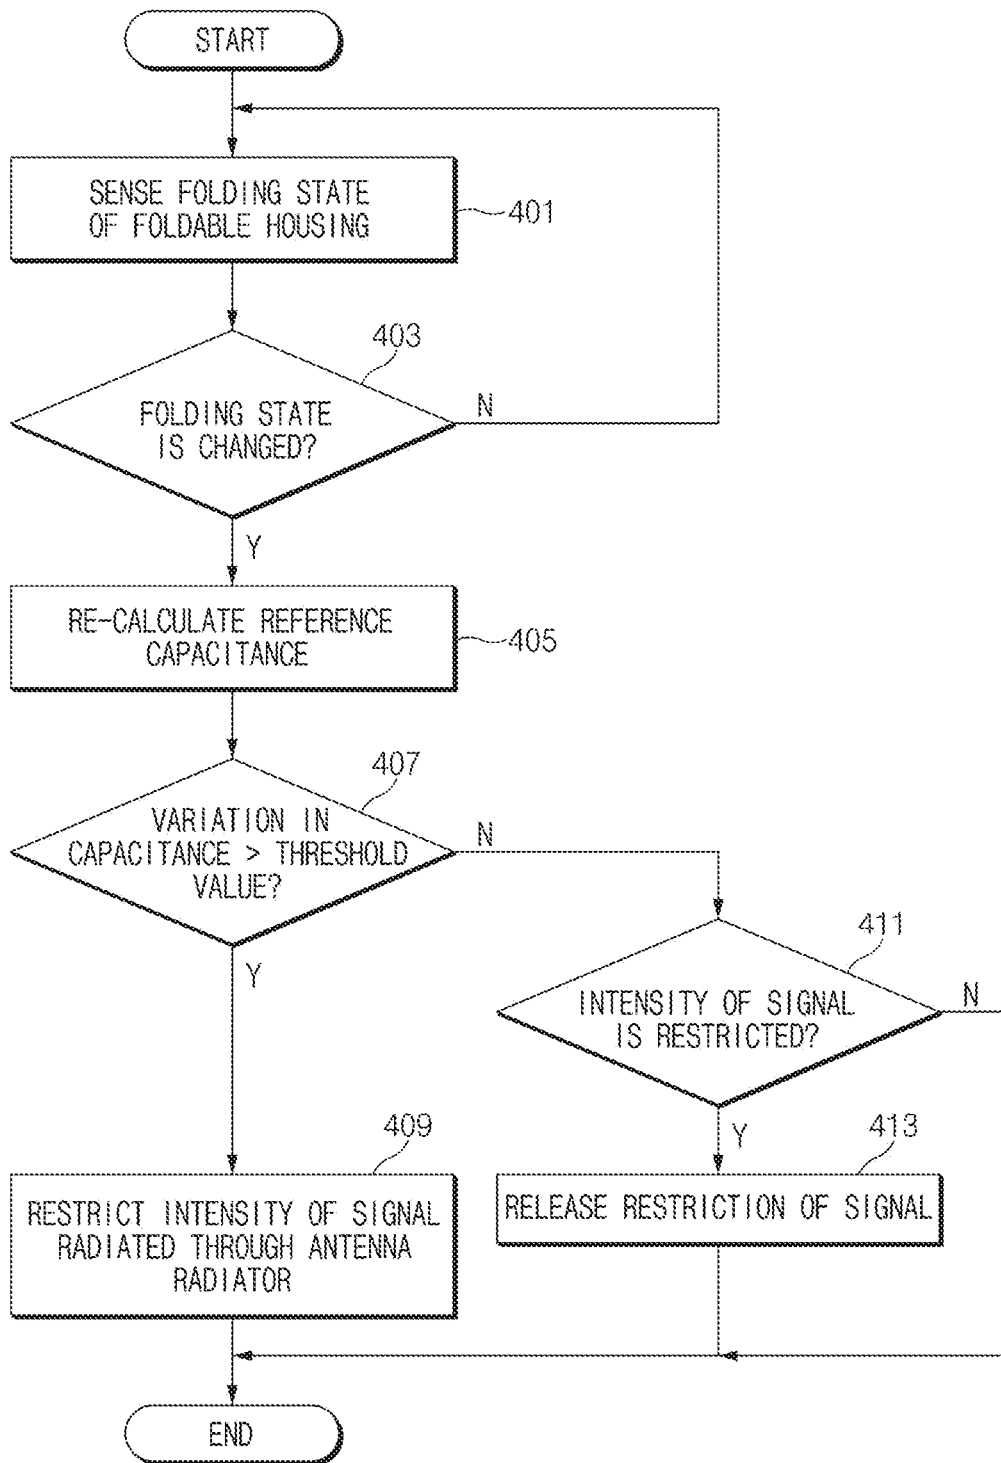 START
SENSE FOLDING STATE
OF FOLDABLE HOUSING
401
403
FOLDING STATE
IS CHANGED?
N
Y
RE-CALCULATE REFERENCE
CAPACITANCE
405
407
VARIATION IN
CAPACITANCE > THRESHOLD
VALUE?
N
Y
411
INTENSITY OF SIGNAL
IS RESTRICTED?
N
Y
409
RESTRICT INTENSITY OF SIGNAL
RADIATED THROUGH ANTENNA
RADIATOR
413
RELEASE RESTRICTION OF SIGNAL
END